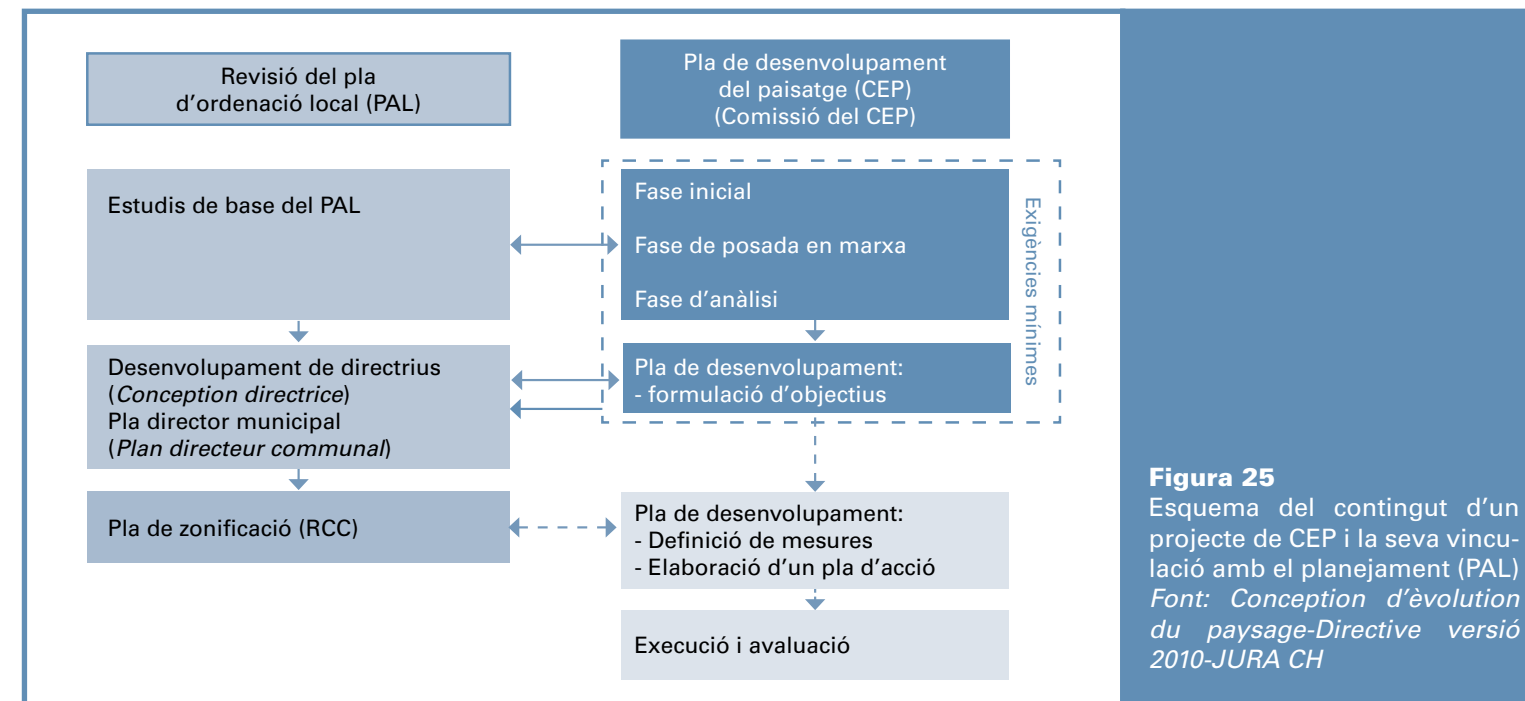 Revisió del pla
d’ordenació local (PAL)
Pla de desenvolupament
del paisatge (CEP)
(Comissió del CEP)
Estudis de base del PAL
Fase inicial
Fase de posada en marxa
Fase d’anàlisi
Exigències mínimes
Desenvolupament de directrius
(Conception directrice)
Pla director municipal
(Plan directeur communal)
Pla de desenvolupament:
- formulació d’objectius
Pla de zonificació (RCC)
Pla de desenvolupament:
- Definició de mesures
- Elaboració d’un pla d’acció
Execució i avaluació
Figura 25
Esquema del contingut d’un
projecte de CEP i la seva vincu-
lació amb el planejament (PAL)
Font: Conception d’èvolution
du paysage-Directive versió
2010-JURA CH